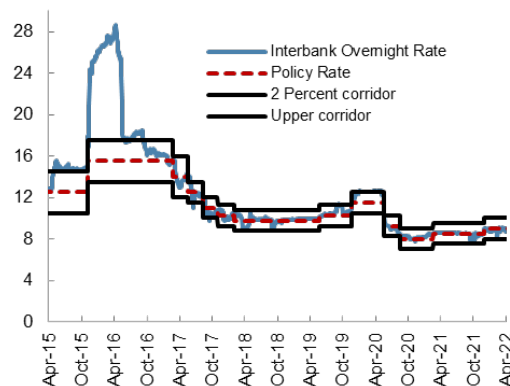 28
24
20
16
12
8
4
0
Interbank Overnight Rate
Policy Rate
2 Percent corridor
Upper corridor
Apr-15
Oct-15
Apr-16
Oct-16
Apr-17
Oct-17
Apr-18
Oct-18
Apr-19
Oct-19
Apr-20
Oct-20
Apr-21
Oct-21
Apr-22